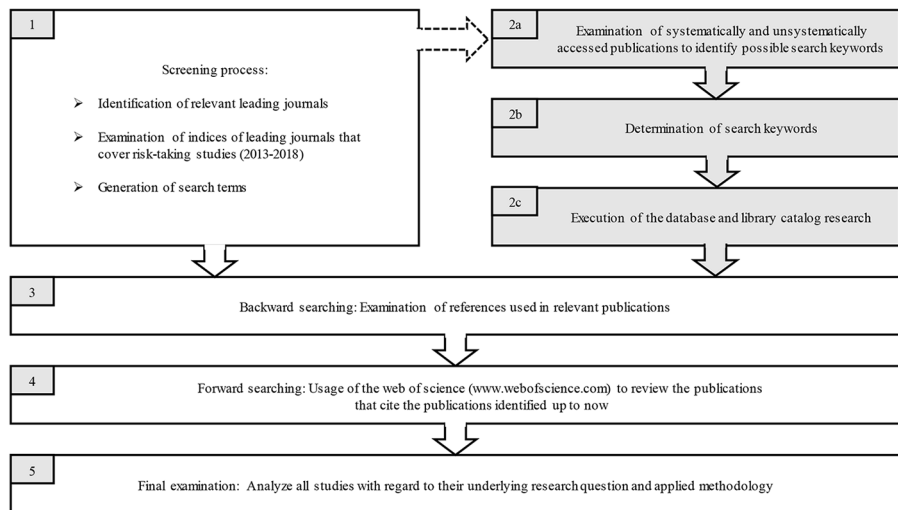 1
Screening process:
➢ Identification of relevant leading journals
➢ Examination of indices of leading journals that
cover risk-taking studies (2013-2018)
➢ Generation of search terms
2a
Examination of systematically and unsystematically
accessed publications to identify possible search keywords
2b
Determination of search keywords
2c
Execution of the database and library catalog research
3
Backward searching: Examination of references used in relevant publications
4
Forward searching: Usage of the web of science (www.webofscience.com) to review the publications
that cite the publications identified up to now
5
Final examination: Analyze all studies with regard to their underlying research question and applied methodology